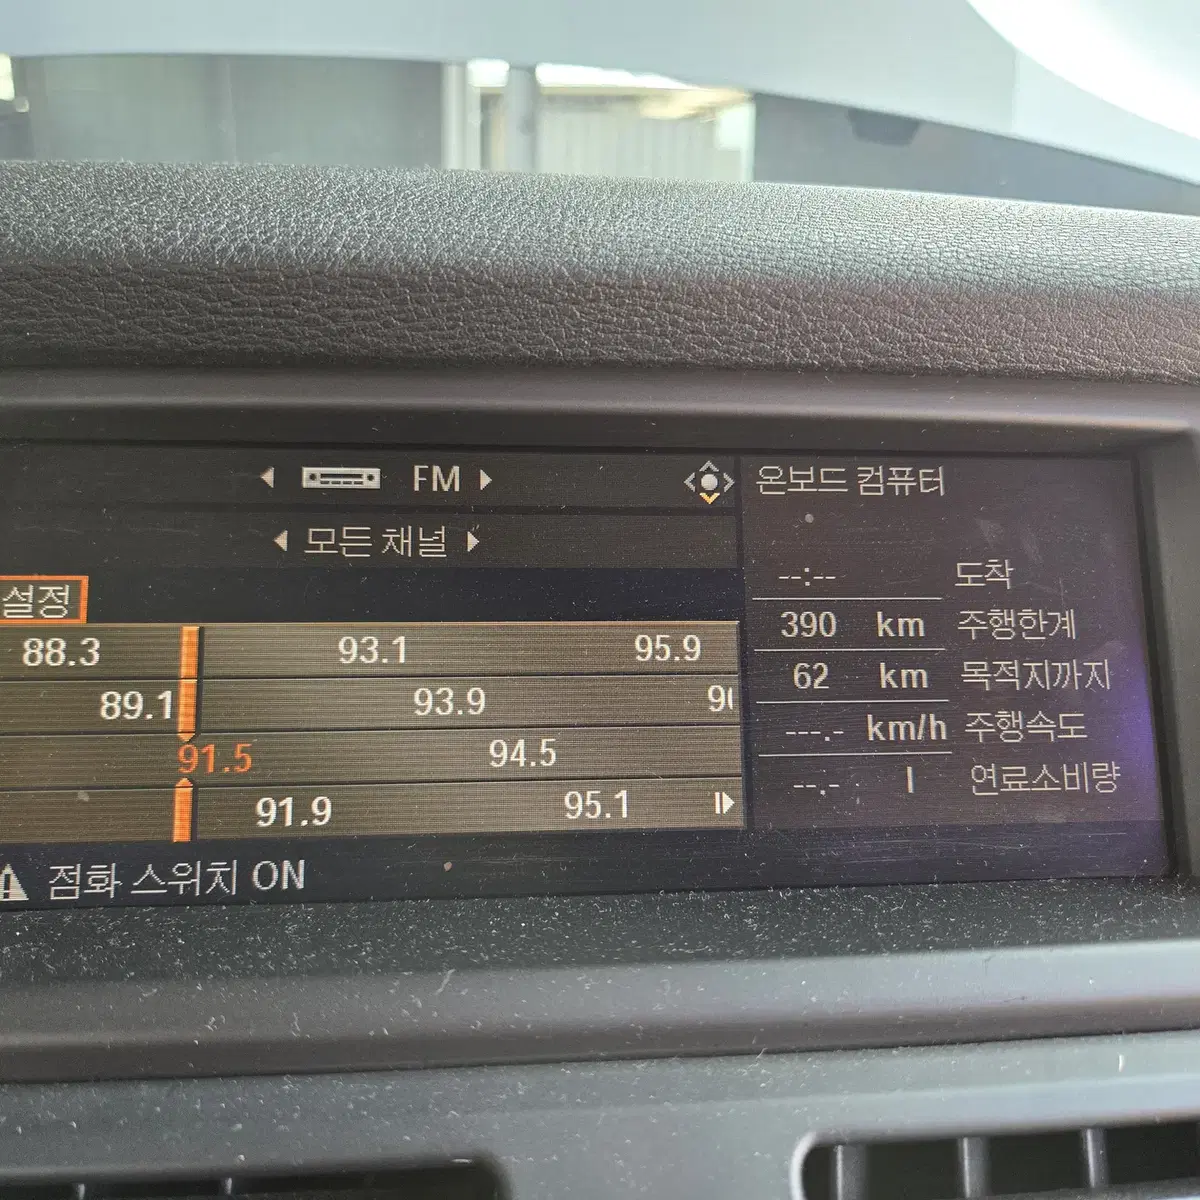 FM
모든 채널
설정
88.3 93.1 95.9
89.1 93.9
91.5 94.5
91.9 95.1
점화 스위치 ON
온보드 컴퓨터
--:-- 도착
390 km 주행한계
62 km 목적지까지
---.- km/h 주행속도
--.- l 연료소비량